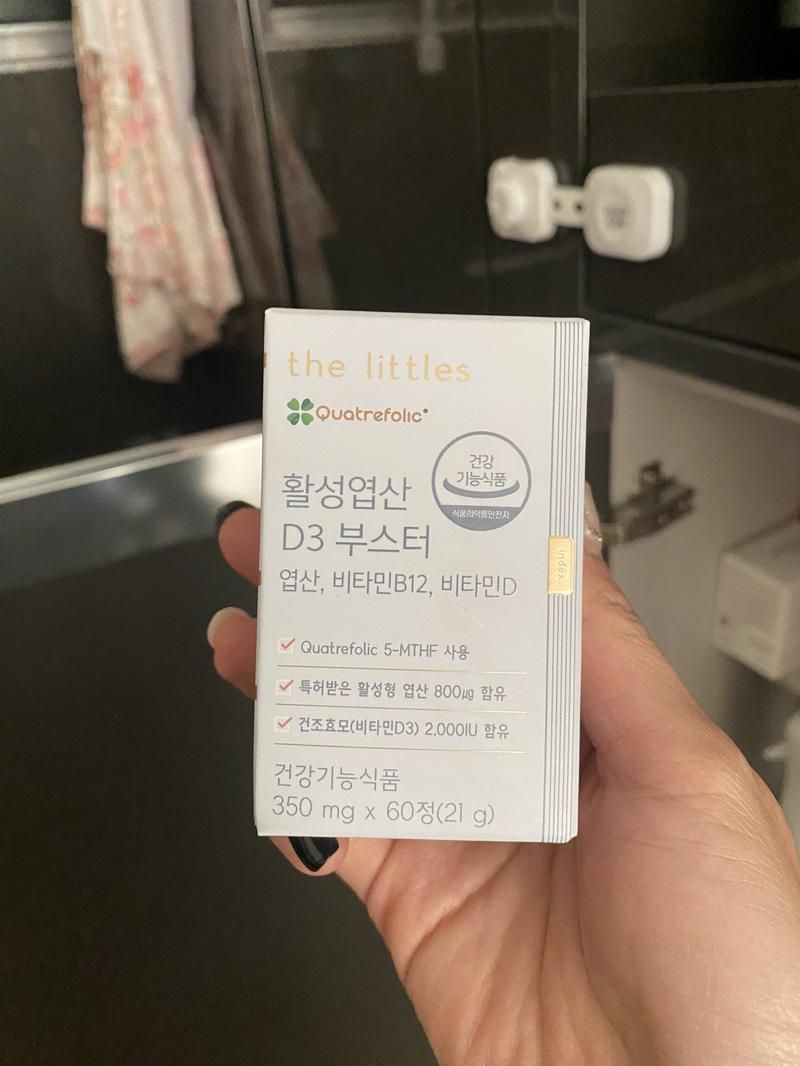 the littles
Quatrefolic®
건강
기능식품
식품의약품안전처
활성엽산
D3 부스터
엽산, 비타민B12, 비타민D
index
Quatrefolic 5-MTHF 사용
특허받은 활성형 엽산 800㎍ 함유
건조효모(비타민D3) 2,000IU 함유
건강기능식품
350 mg x 60정(21 g)